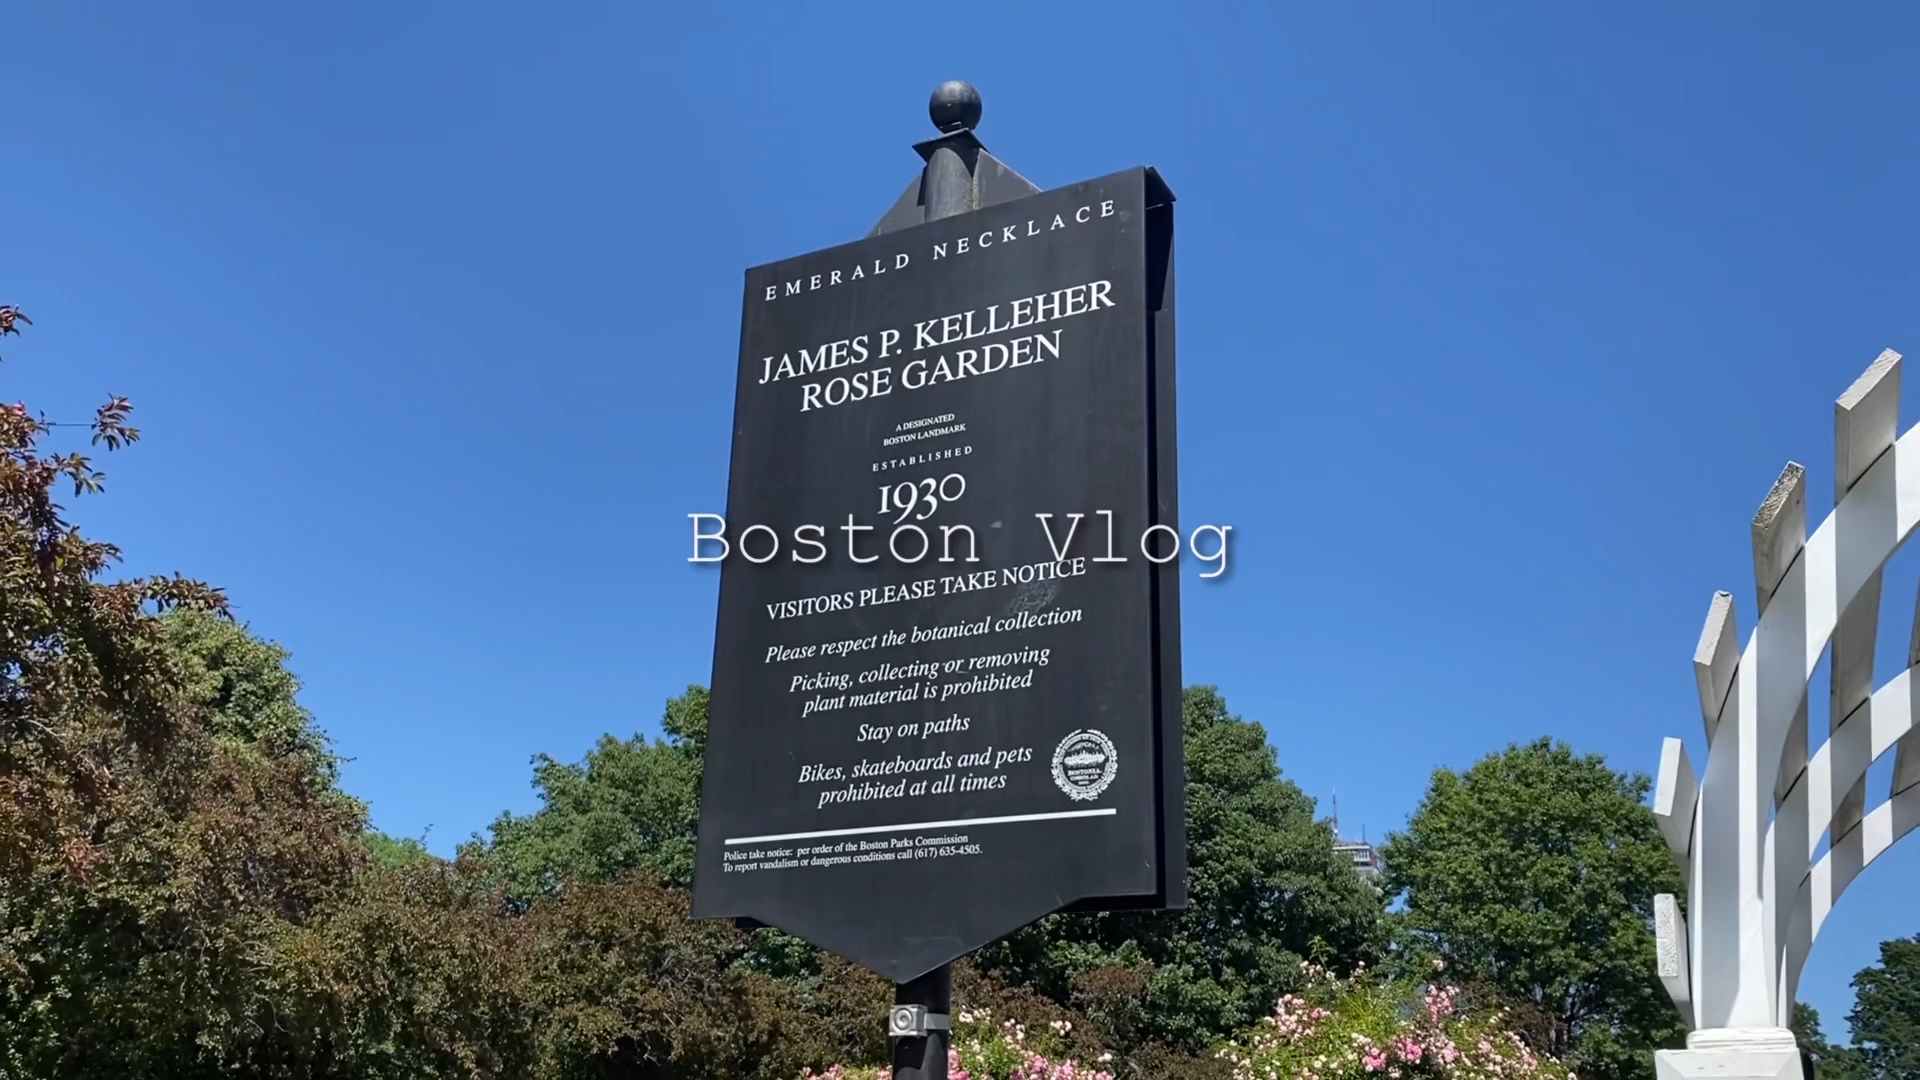 EMERALD NECKLACE
JAMES P. KELLEHER
ROSE GARDEN
A DESIGNATED
BOSTON LANDMARK
ESTABLISHED
1930
Boston Vlog
VISITORS PLEASE TAKE NOTICE
Please respect the botanical collection
Picking, collecting or removing
plant material is prohibited
Stay on paths
Bikes, skateboards and pets
prohibited at all times
BOSTONIA.
Police take notice: per order of the Boston Parks Commission
To report vandalism or dangerous conditions call (617) 635-4505.